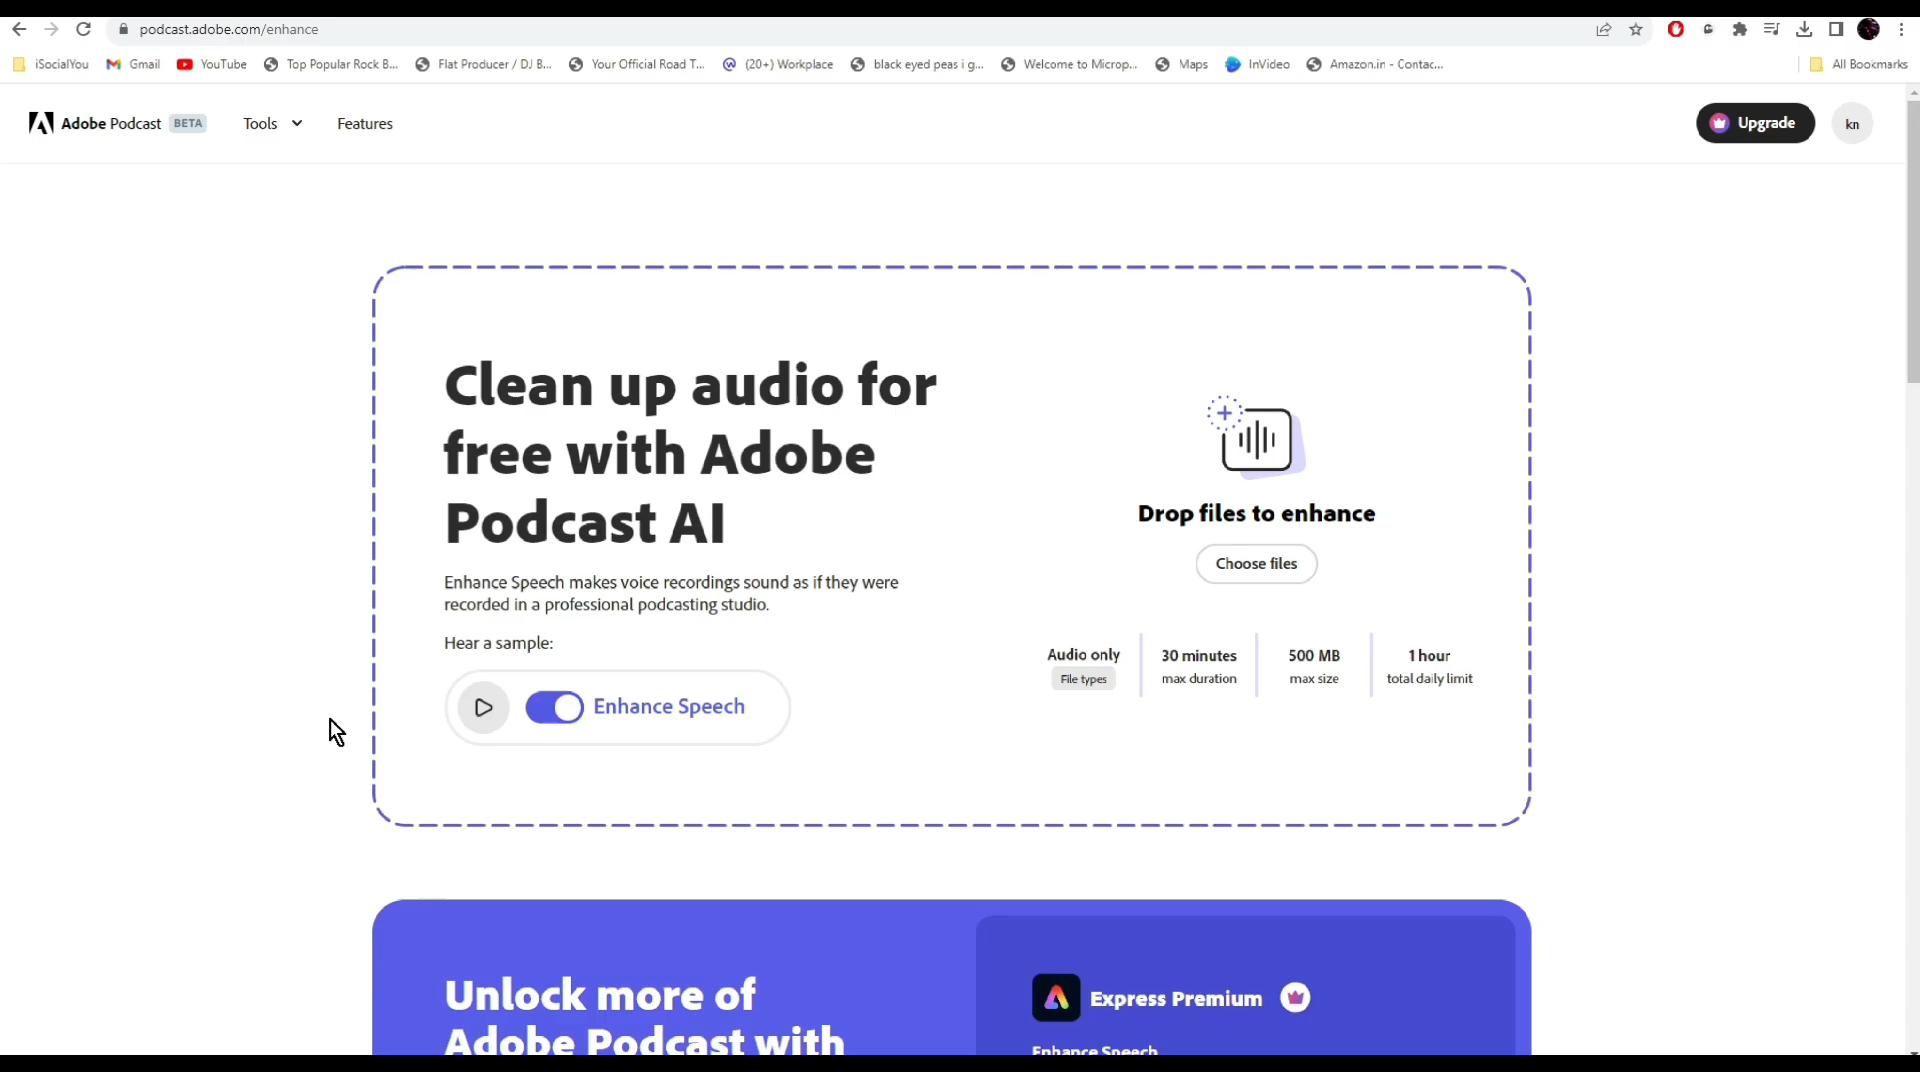 podcast.adobe.com/enhance
iSocialYou Gmail YouTube Top Popular Rock B... Flat Producer / DJ B... Your Official Road T... (20+) Workplace black eyed peas i g... Welcome to Microp... Maps InVideo Amazon.in - Contac... All Bookmarks
Adobe Podcast BETA Tools Features Upgrade kn
Clean up audio for
free with Adobe
Podcast AI
Enhance Speech makes voice recordings sound as if they were
recorded in a professional podcasting studio.
Hear a sample:
Enhance Speech
Drop files to enhance
Choose files
Audio only
File types
30 minutes
max duration
500 MB
max size
1 hour
total daily limit
Unlock more of
Adobe Podcast with
Express Premium
Enhance Speech